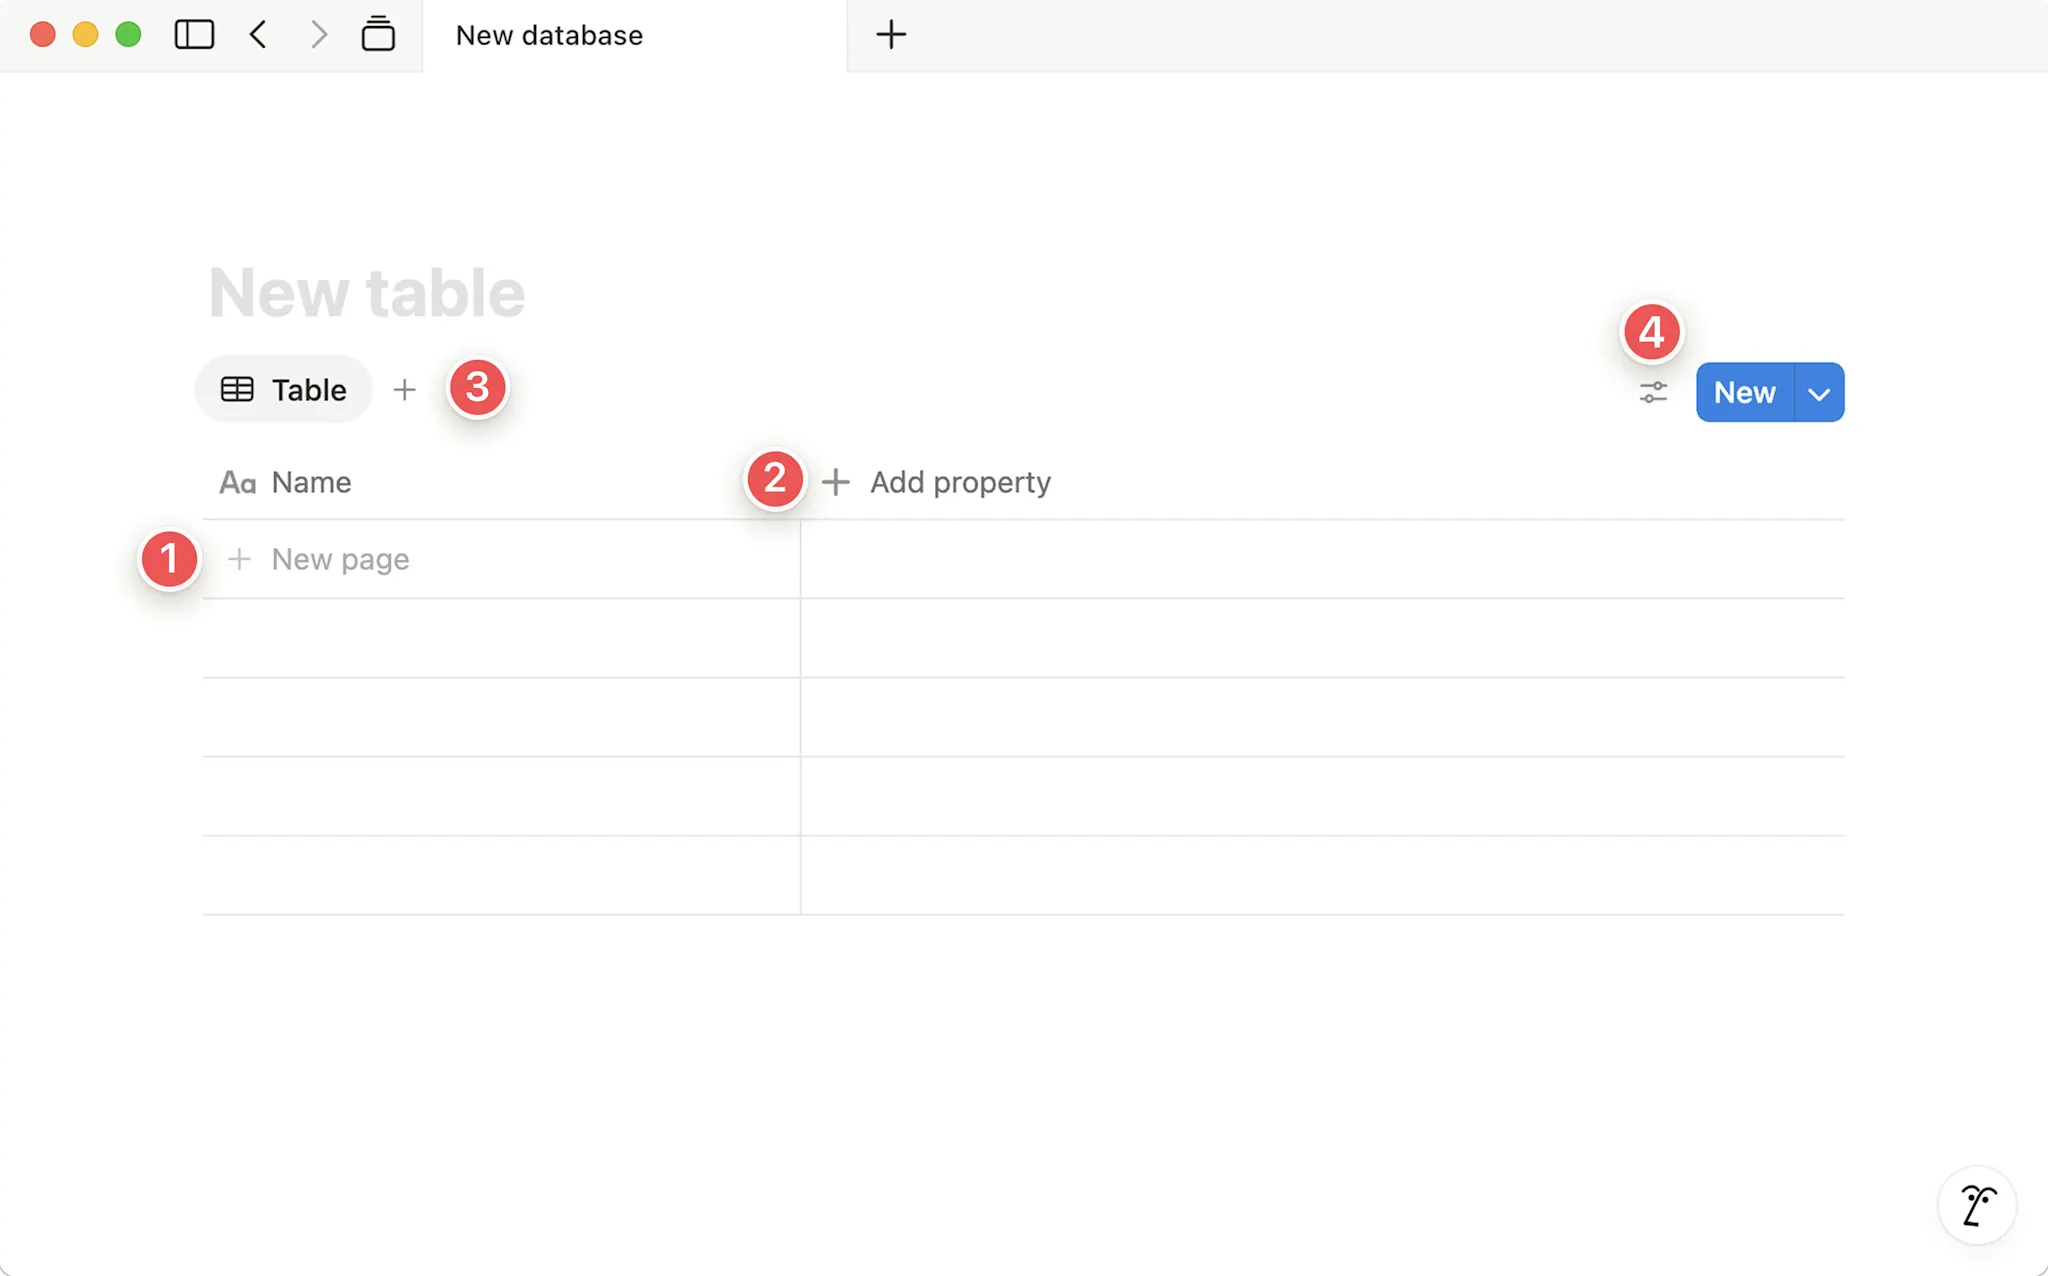 New database
New table
4
Table
3
New
Aa Name
2
Add property
1
New page